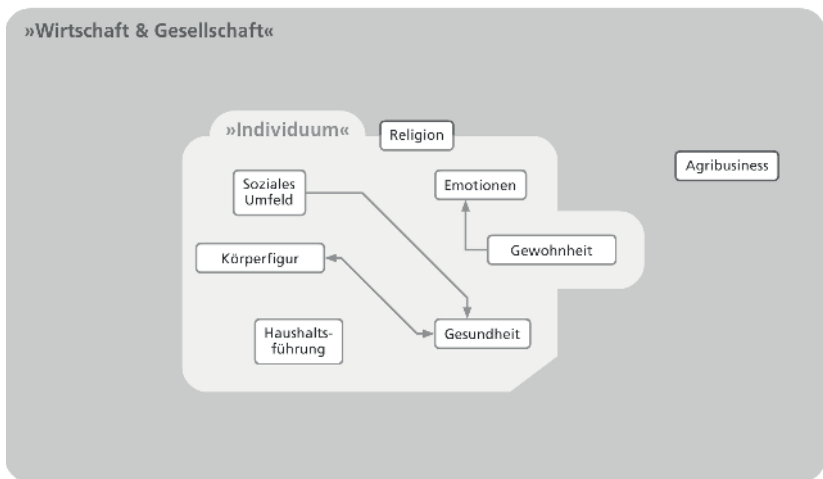 »Wirtschaft & Gesellschaft«
»Individuum«
Religion
Agribusiness
Soziales
Umfeld
Emotionen
Gewohnheit
Körperfigur
Haushalts-
führung
Gesundheit